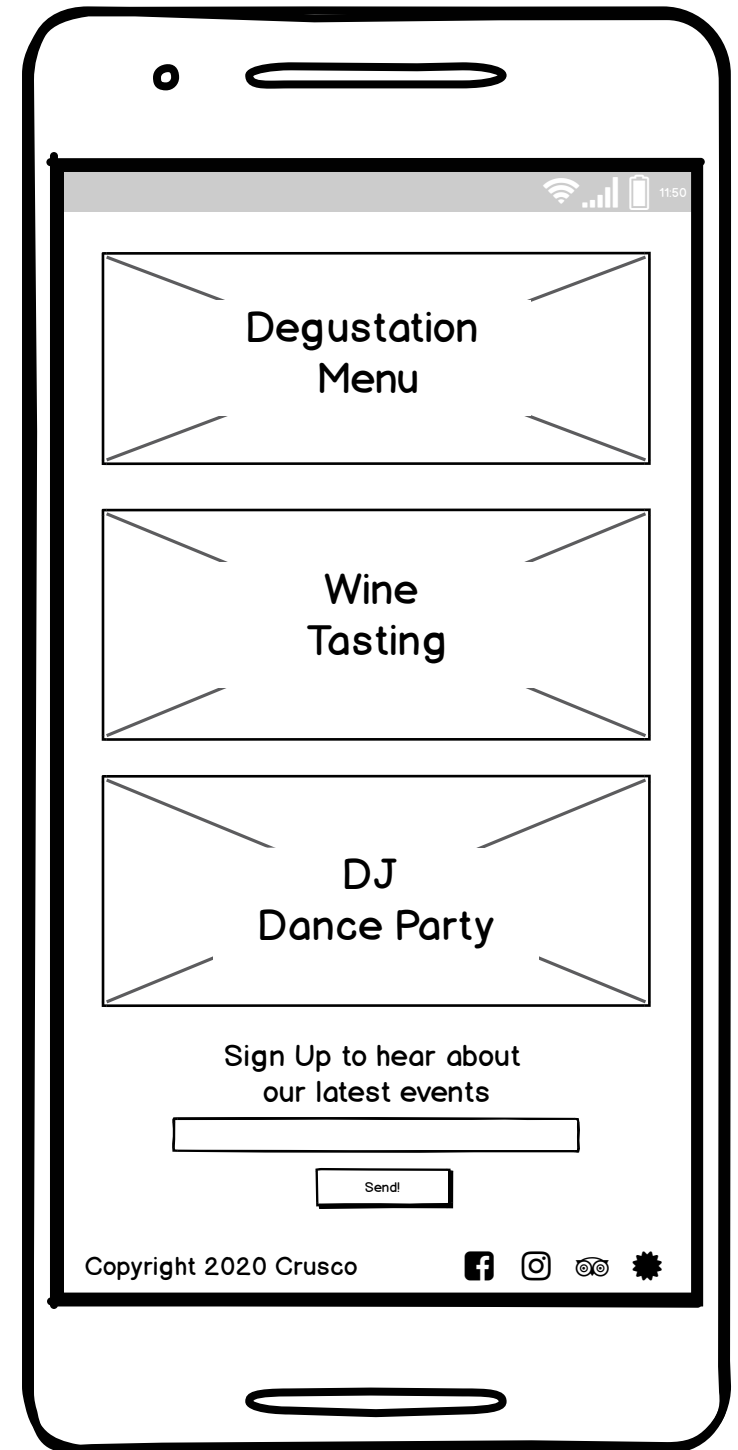 11:50
Degustation
Menu
Wine
Tasting
DJ
Dance Party
Sign Up to hear about
our latest events
Send!
Copyright 2020 Crusco